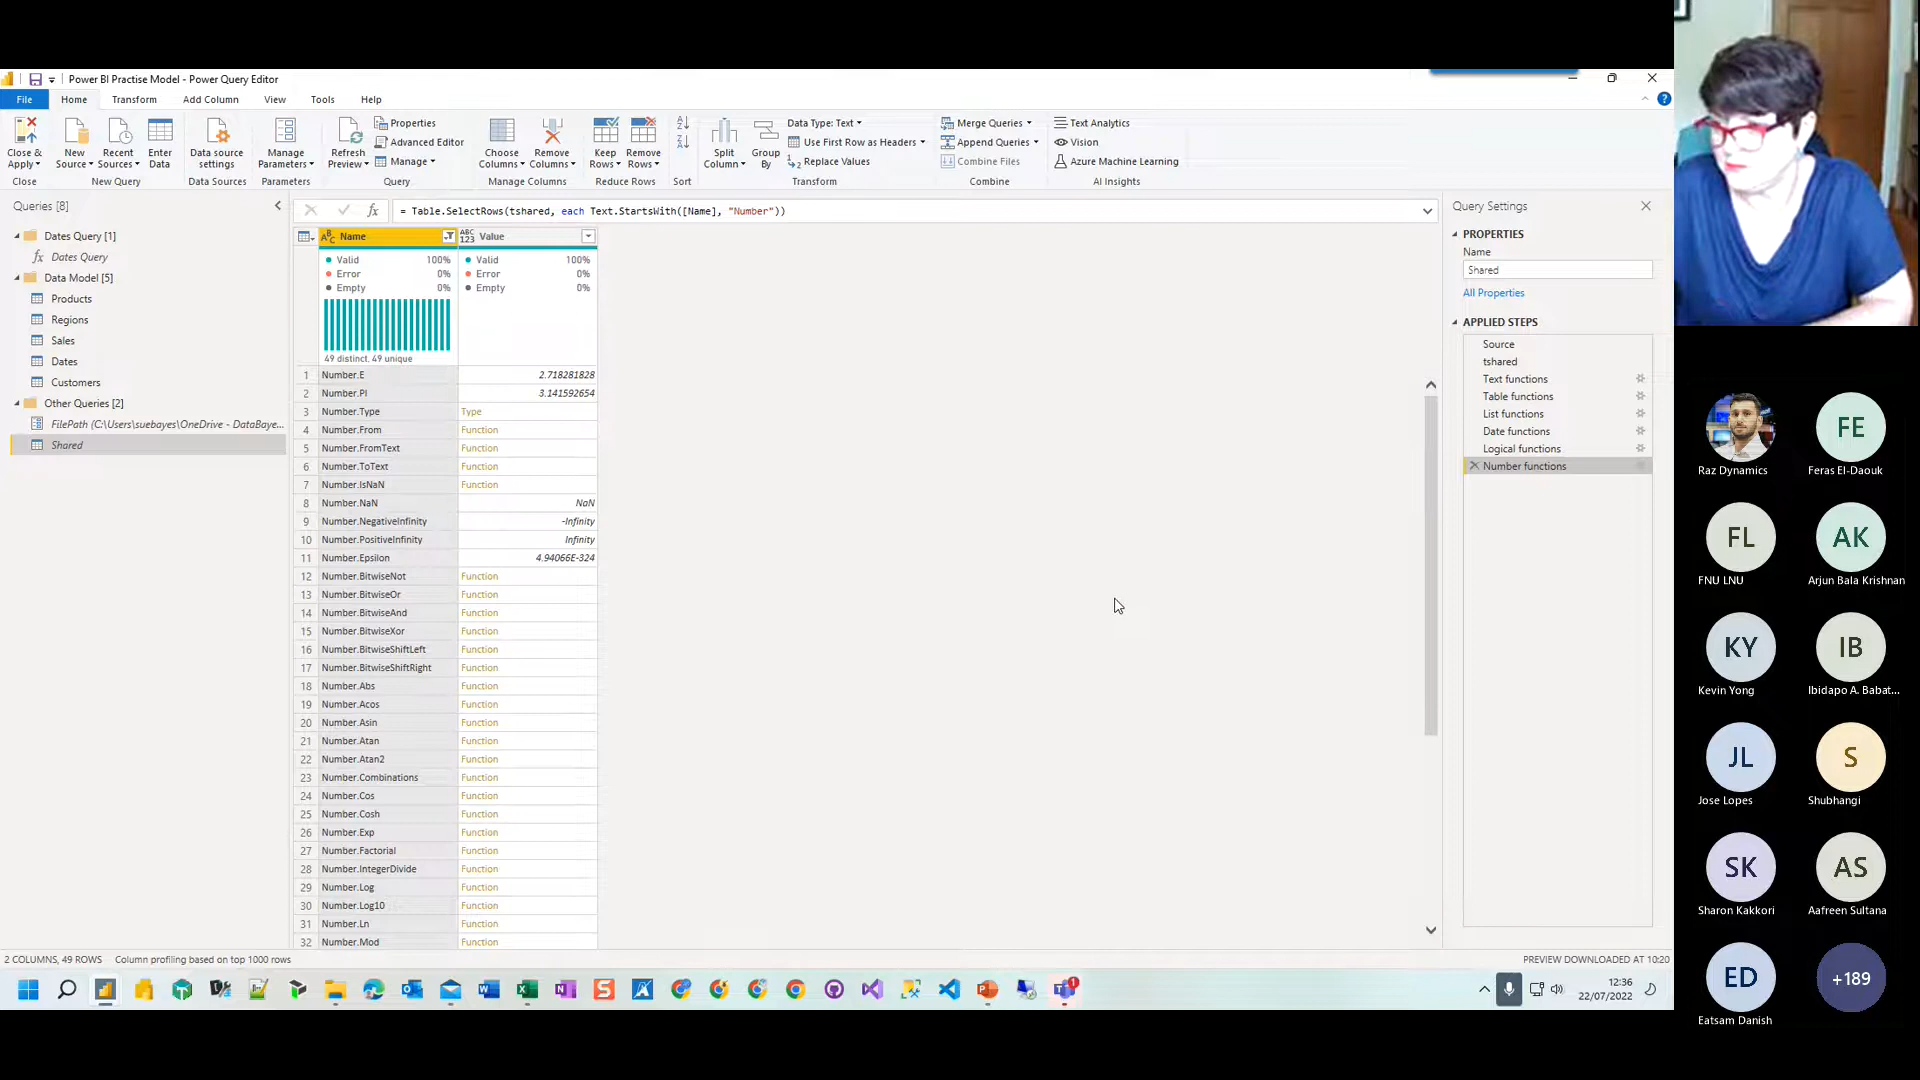 Power BI Practise Model - Power Query Editor
File Home Transform Add Column View Tools Help
Close & Apply
New Source
Recent Sources
Enter Data
Data source settings
Manage Parameters
Refresh Preview
Properties
Advanced Editor
Manage
Choose Columns
Remove Columns
Keep Rows
Remove Rows
Split Column
Group By
Data Type: Text
Use First Row as Headers
Replace Values
Merge Queries
Append Queries
Combine Files
Text Analytics
Vision
Azure Machine Learning
Close New Query Data Sources Parameters Query Manage Columns Reduce Rows Sort Transform Combine AI Insights
Queries [8]
Dates Query [1]
Dates Query
Data Model [5]
Products
Regions
Sales
Dates
Customers
Other Queries [2]
FilePath (C:\Users\suebayes\OneDrive - DataBaye...
Shared
= Table.SelectRows(tshared, each Text.StartsWith([Name], "Number"))
Name Value
Valid 100% Valid 100%
Error 0% Error 0%
Empty 0% Empty 0%
49 distinct, 49 unique
1 Number.E 2.718281828
2 Number.PI 3.141592654
3 Number.Type Type
4 Number.From Function
5 Number.FromText Function
6 Number.ToText Function
7 Number.IsNaN Function
8 Number.NaN NaN
9 Number.NegativeInfinity -Infinity
10 Number.PositiveInfinity Infinity
11 Number.Epsilon 4.94066E-324
12 Number.BitwiseNot Function
13 Number.BitwiseOr Function
14 Number.BitwiseAnd Function
15 Number.BitwiseXor Function
16 Number.BitwiseShiftLeft Function
17 Number.BitwiseShiftRight Function
18 Number.Abs Function
19 Number.Acos Function
20 Number.Asin Function
21 Number.Atan Function
22 Number.Atan2 Function
23 Number.Combinations Function
24 Number.Cos Function
25 Number.Cosh Function
26 Number.Exp Function
27 Number.Factorial Function
28 Number.IntegerDivide Function
29 Number.Log Function
30 Number.Log10 Function
31 Number.Ln Function
32 Number.Mod Function
Query Settings
PROPERTIES
Name
Shared
All Properties
APPLIED STEPS
Source
tshared
Text functions
Table functions
List functions
Date functions
Logical functions
Number functions
2 COLUMNS, 49 ROWS Column profiling based on top 1000 rows
PREVIEW DOWNLOADED AT 10:20
12:36
22/07/2022
Raz Dynamics
FE
Feras El-Daouk
FL
FNU LNU
AK
Arjun Bala Krishnan
KY
Kevin Yong
IB
Ibidapo A. Babat...
JL
Jose Lopes
S
Shubhangi
SK
Sharon Kakkori
AS
Aafreen Sultana
ED
Eatsam Danish
+189